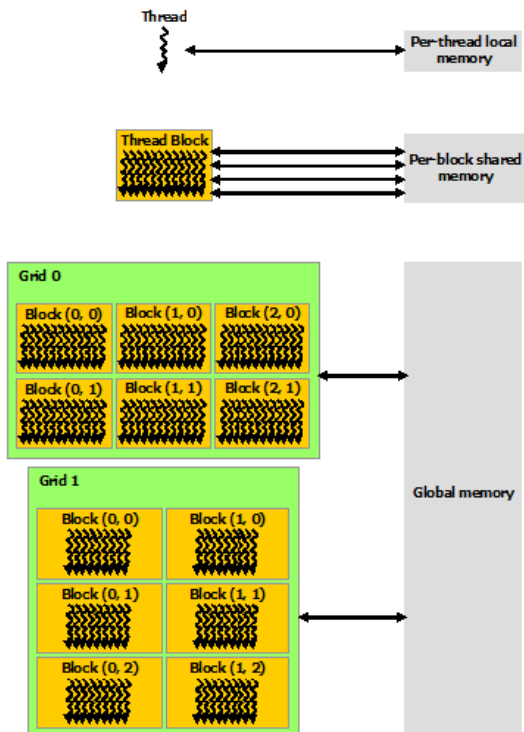 Thread
Per-thread local
memory
Thread Block
Per-block shared
memory
Grid 0
Block (0, 0)
Block (1, 0)
Block (2, 0)
Block (0, 1)
Block (1, 1)
Block (2, 1)
Grid 1
Global memory
Block (0, 0)
Block (1, 0)
Block (0, 1)
Block (1, 1)
Block (0, 2)
Block (1, 2)